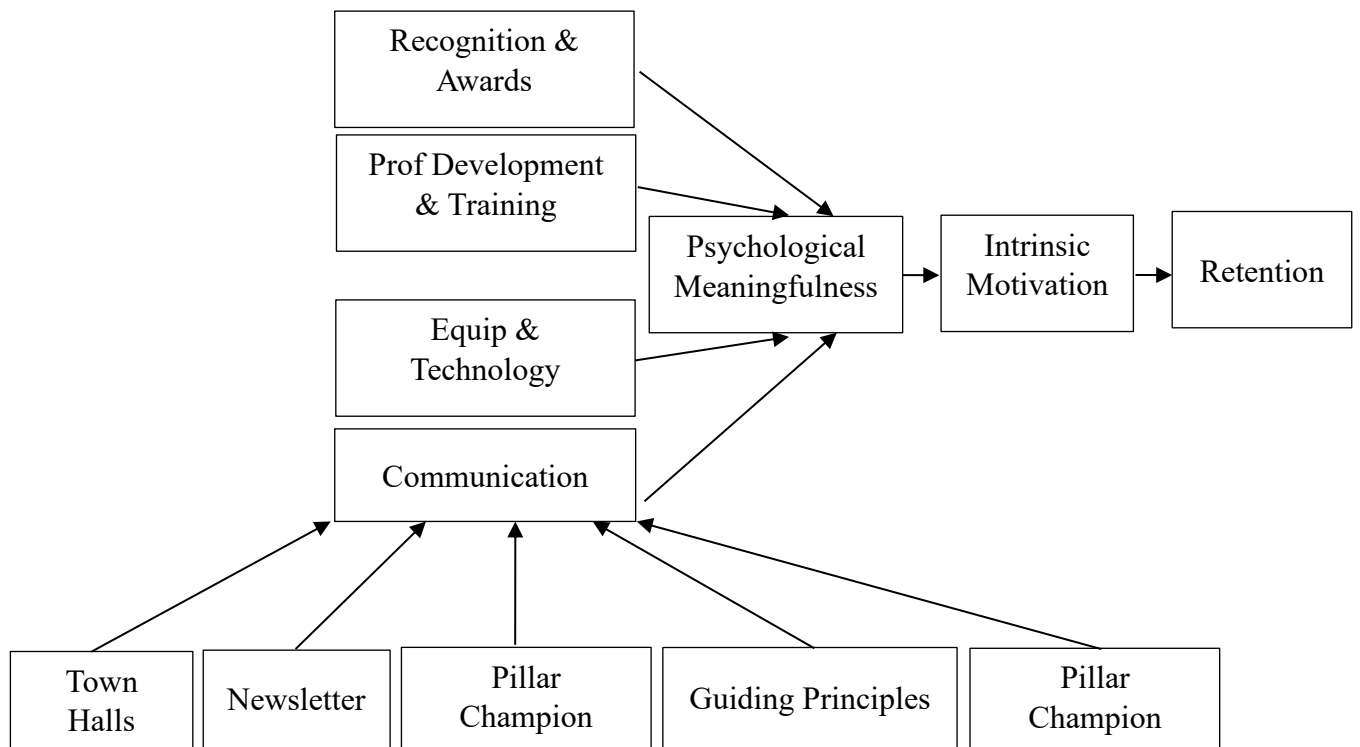 Recognition &
Awards
Prof Development
& Training
Psychological
Meaningfulness
Intrinsic
Motivation
Retention
Equip &
Technology
Communication
Town
Halls
Newsletter
Pillar
Champion
Guiding Principles
Pillar
Champion